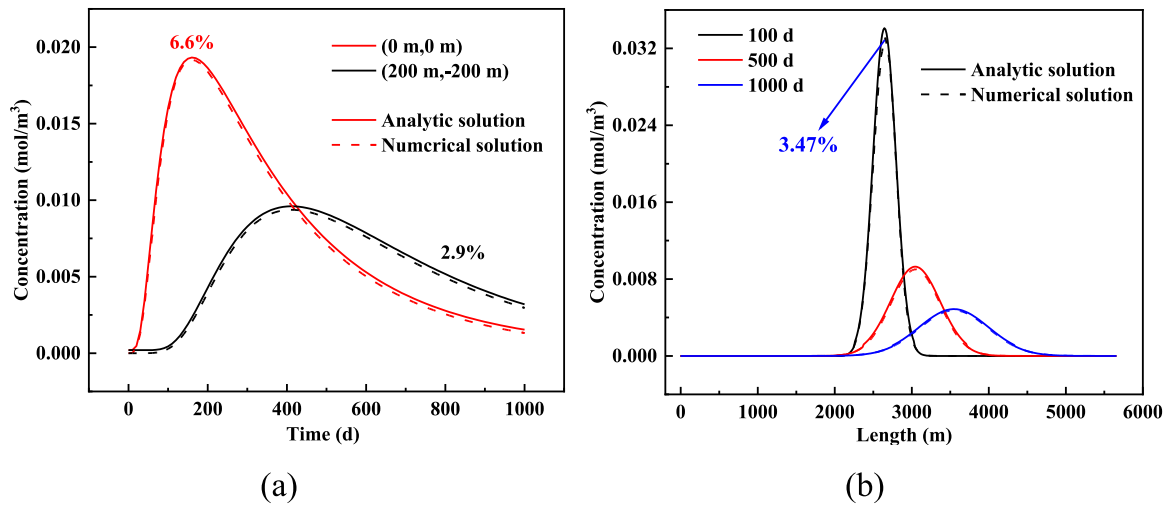 6.6%
(0 m,0 m)
(200 m,-200 m)
Analytic solution
Numcrical solution
2.9%
0.020
0.015
0.010
0.005
0.000
Concentration (mol/m³)
0
200
400
600
800
1000
Time (d)
(a)
100 d
500 d
1000 d
Analytic solution
Numerical solution
3.47%
0.032
0.024
0.016
0.008
0.000
Concentration (mol/m³)
0
1000
2000
3000
4000
5000
6000
Length (m)
(b)